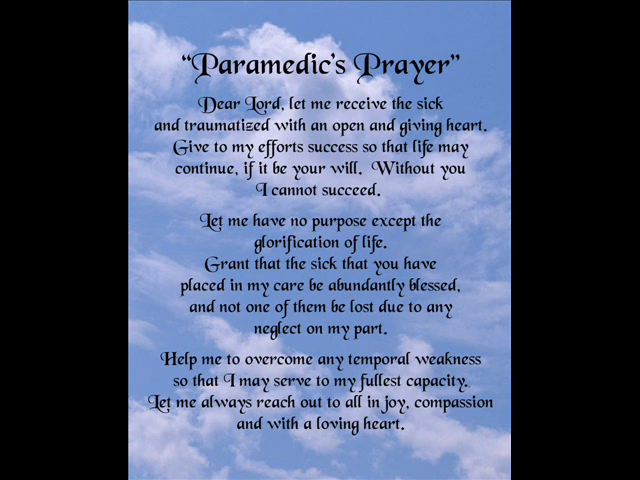 “Paramedic’s Prayer”
Dear Lord, let me receive the sick
and traumatized with an open and giving heart.
Give to my efforts success so that life may
continue, if it be your will. Without you
I cannot succeed.
Let me have no purpose except the
glorification of life.
Grant that the sick that you have
placed in my care be abundantly blessed,
and not one of them be lost due to any
neglect on my part.
Help me to overcome any temporal weakness
so that I may serve to my fullest capacity.
Let me always reach out to all in joy, compassion
and with a loving heart.